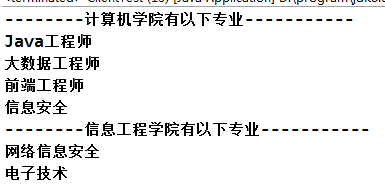 --------计算机学院有以下专业-----------
Java工程师
大数据工程师
前端工程师
信息安全
--------信息工程学院有以下专业-----------
网络信息安全
电子技术